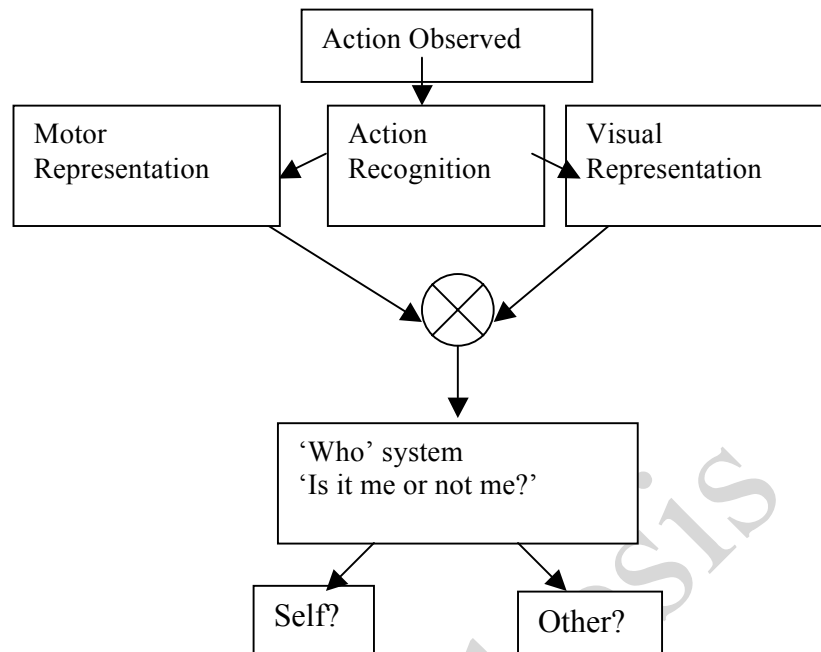 Action Observed
Motor
Representation
Action
Recognition
Visual
Representation
‘Who’ system
‘Is it me or not me?’
Self?
Other?